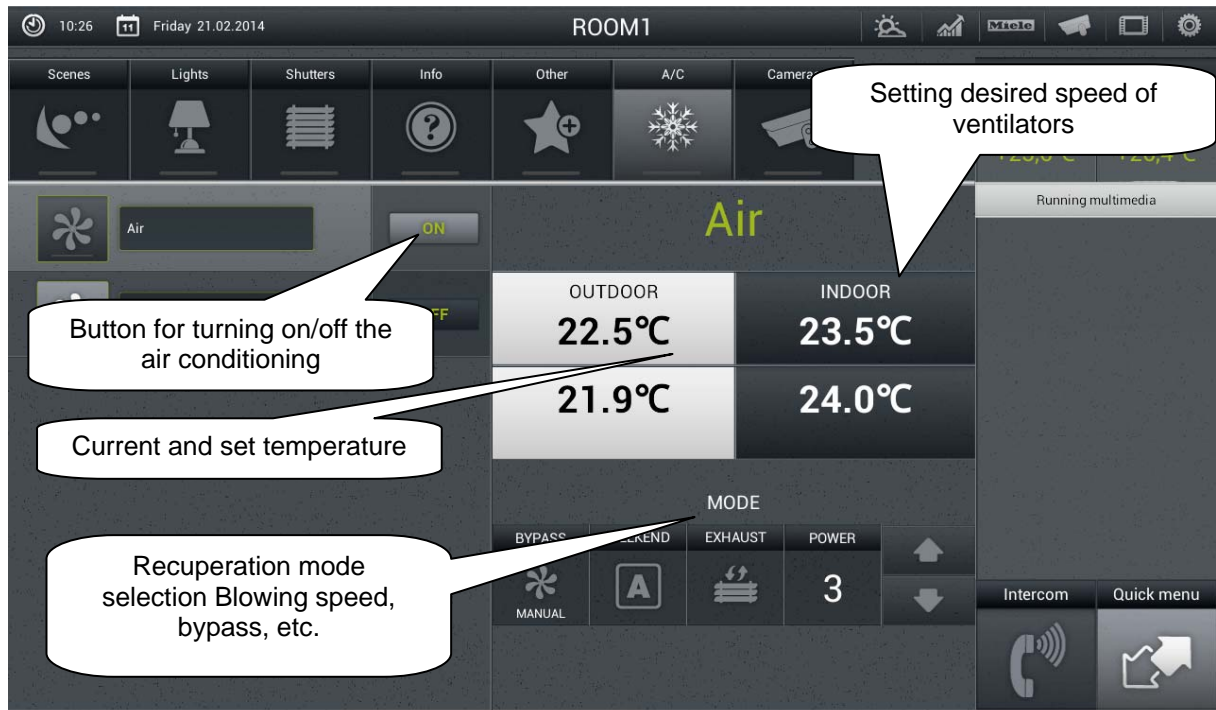 10:26
11
Friday 21.02.2014
ROOM1
Miele
Scenes
Lights
Shutters
Info
Other
A/C
Setting desired speed of
ventilators
Running multimedia
Air
ON
Air
OUTDOOR
22.5℃
INDOOR
23.5℃
Button for turning on/off the
air conditioning
21.9℃
24.0℃
Current and set temperature
MODE
BYPASS
EXHAUST
POWER
Recuperation mode
selection Blowing speed,
bypass, etc.
MANUAL
A
3
Intercom
Quick menu